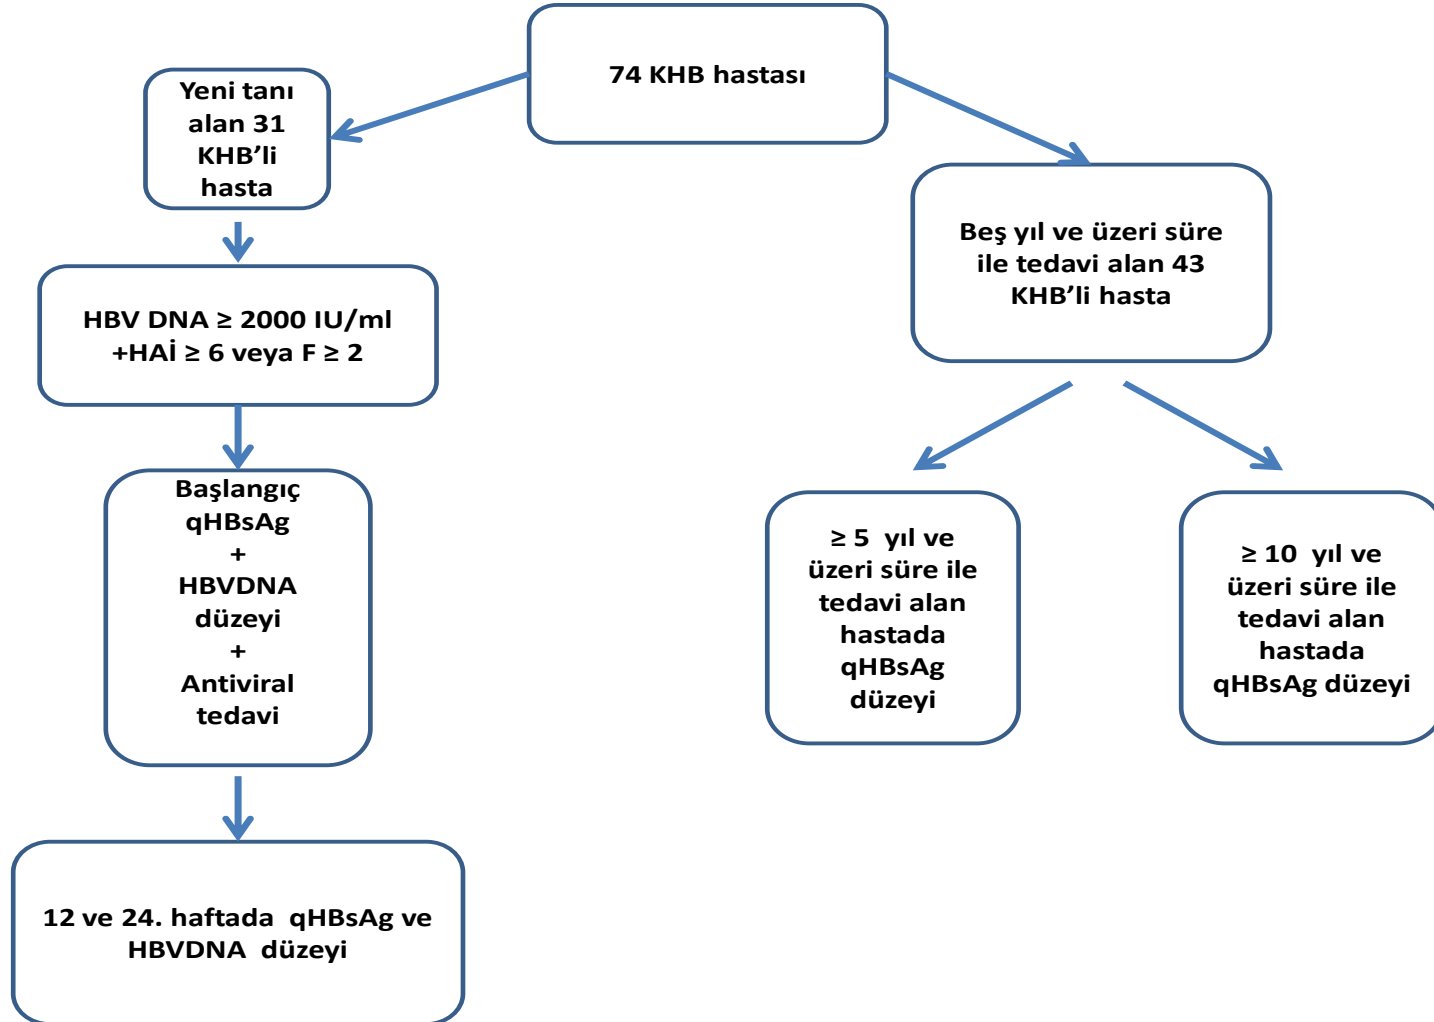 74 KHB hastası
Yeni tanı
alan 31
KHB’li
hasta
HBV DNA ≥ 2000 IU/ml
+HAİ ≥ 6 veya F ≥ 2
Başlangıç
qHBsAg
+
HBVDNA
düzeyi
+
Antiviral
tedavi
12 ve 24. haftada qHBsAg ve
HBVDNA düzeyi
Beş yıl ve üzeri süre
ile tedavi alan 43
KHB’li hasta
≥ 5 yıl ve
üzeri süre ile
tedavi alan
hastada
qHBsAg
düzeyi
≥ 10 yıl ve
üzeri süre ile
tedavi alan
hastada
qHBsAg düzeyi